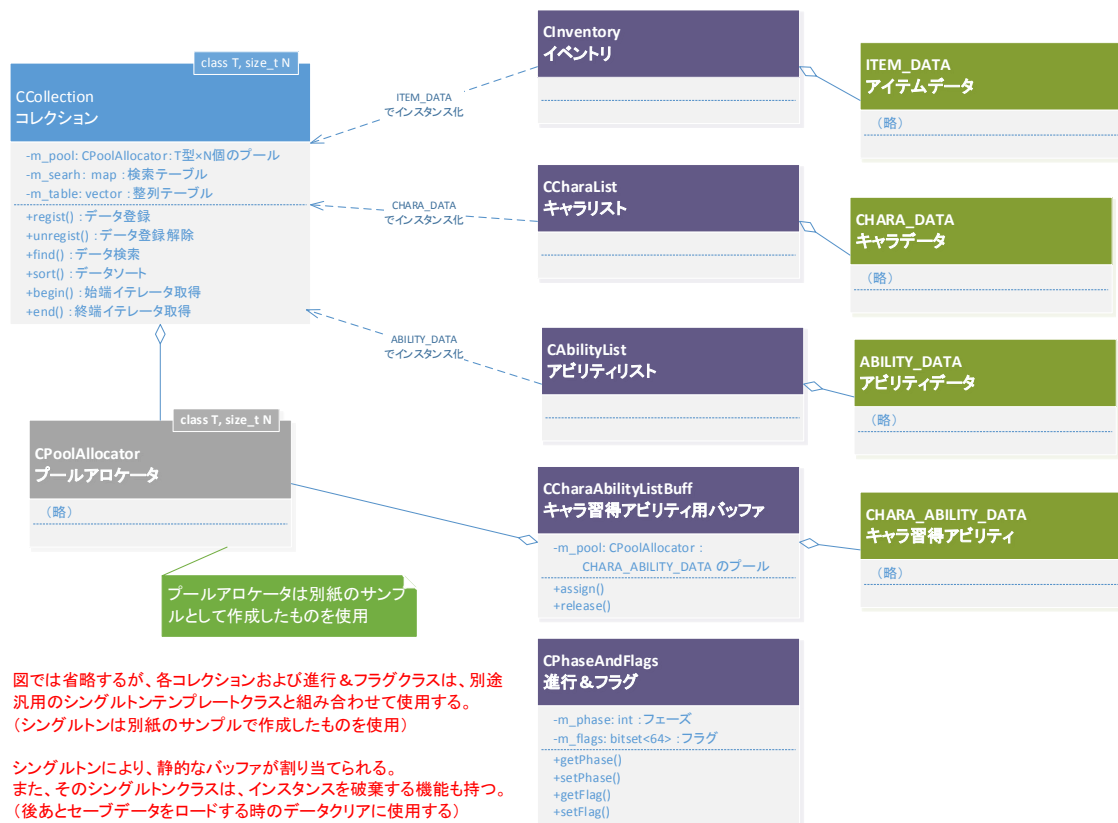 class T, size_t N
CCollection
コレクション
-m_pool: CPoolAllocator: T型×N個のプール
-m_searh: map : 検索テーブル
-m_table: vector : 整列テーブル
+regist() : データ登録
+unregist() : データ登録解除
+find() : データ検索
+sort() : データソート
+begin() : 始端イテレータ取得
+end() : 終端イテレータ取得
ITEM_DATA
でインスタンス化
CHARA_DATA
でインスタンス化
ABILITY_DATA
でインスタンス化
CInventory
イベントリ
ITEM_DATA
アイテムデータ
（略）
CCharaList
キャラリスト
CHARA_DATA
キャラデータ
（略）
CAbilityList
アビリティリスト
ABILITY_DATA
アビリティデータ
（略）
class T, size_t N
CPoolAllocator
プールアロケータ
（略）
プールアロケータは別紙のサンプ
ルとして作成したものを使用
CCharaAbilityListBuff
キャラ習得アビリティ用バッファ
-m_pool: CPoolAllocator :
CHARA_ABILITY_DATA のプール
+assign()
+release()
CHARA_ABILITY_DATA
キャラ習得アビリティ
（略）
CPhaseAndFlags
進行＆フラグ
-m_phase: int : フェーズ
-m_flags: bitset<64> : フラグ
+getPhase()
+setPhase()
+getFlag()
+setFlag()
図では省略するが、各コレクションおよび進行＆フラグクラスは、別途
汎用のシングルトンテンプレートクラスと組み合わせて使用する。
（シングルトンは別紙のサンプルで作成したものを使用）
シングルトンにより、静的なバッファが割り当てられる。
また、そのシングルトンクラスは、インスタンスを破棄する機能も持つ。
（後あとセーブデータをロードする時のデータクリアに使用する）